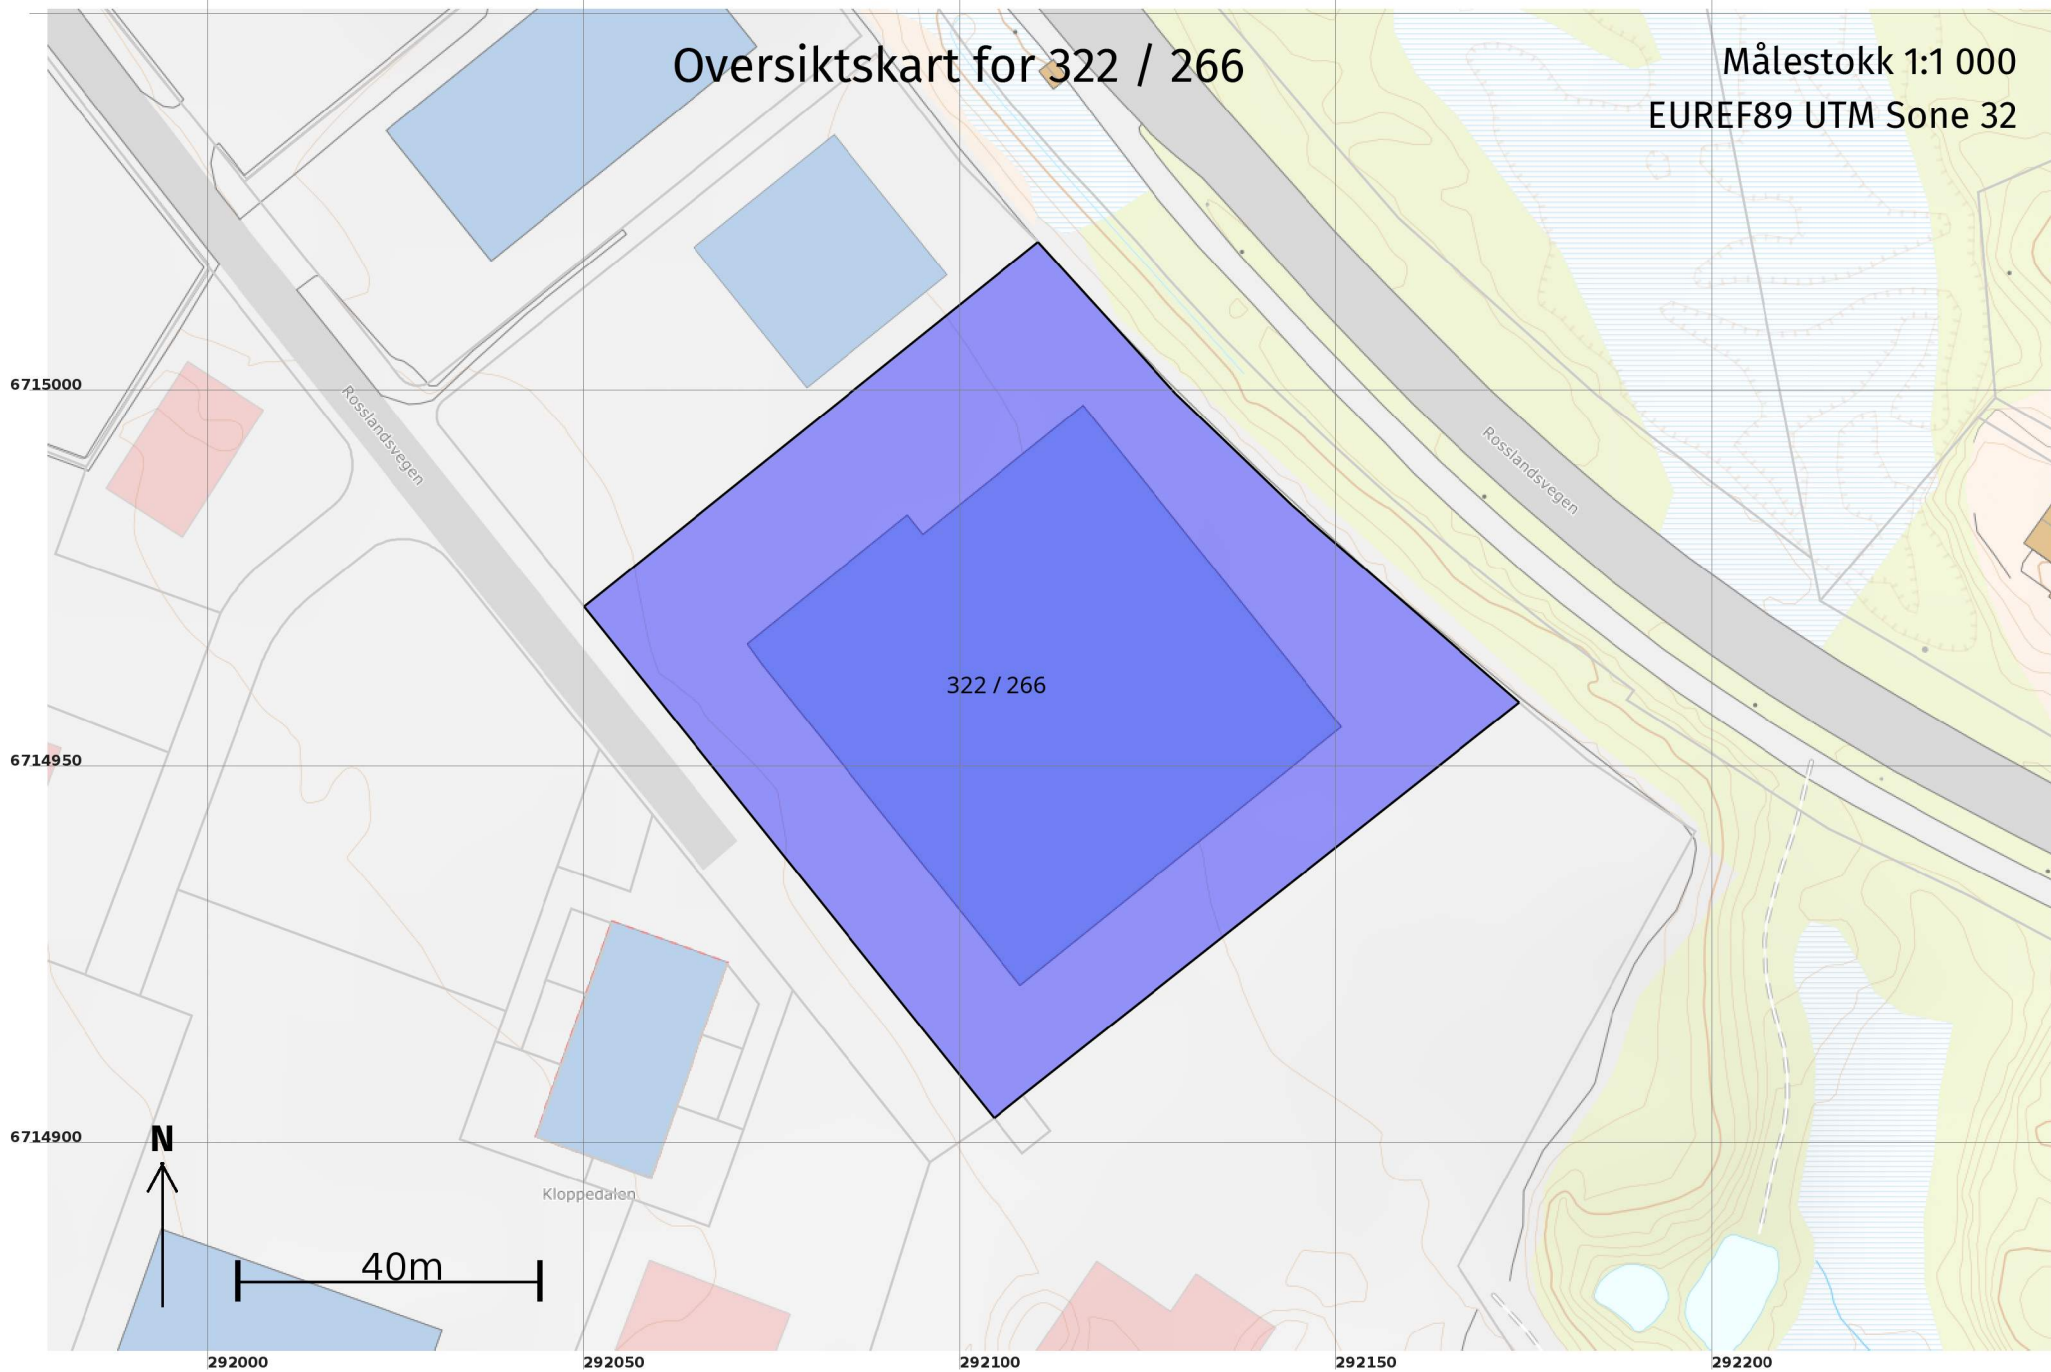 Oversiktskart for 322 / 266
Målestokk 1:1 000
EUREF89 UTM Sone 32
6715000
Rosslandsvegen
Rosslandsvegen
322 / 266
6714950
6714900
N
Kloppedalen
40m
292000
292050
292100
292150
292200